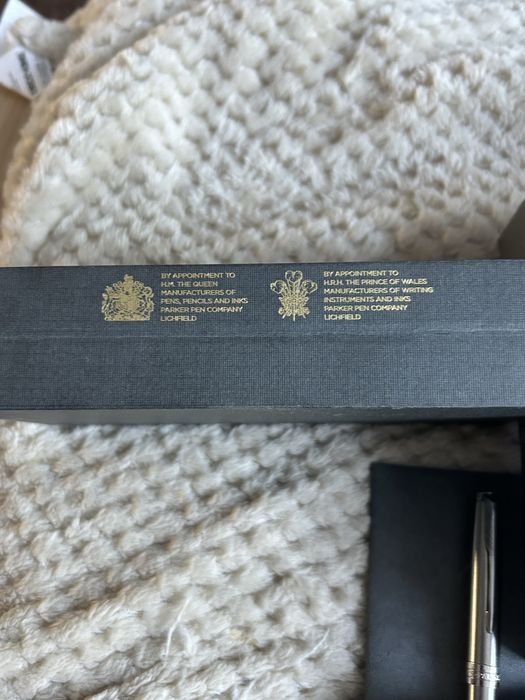 BY APPOINTMENT TO
H.M. THE QUEEN
MANUFACTURERS OF
PENS, PENCILS AND INKS
PARKER PEN COMPANY
LICHFIELD
BY APPOINTMENT TO
H.R.H. THE PRINCE OF WALES
MANUFACTURERS OF WRITING
INSTRUMENTS AND INKS
PARKER PEN COMPANY
LICHFIELD